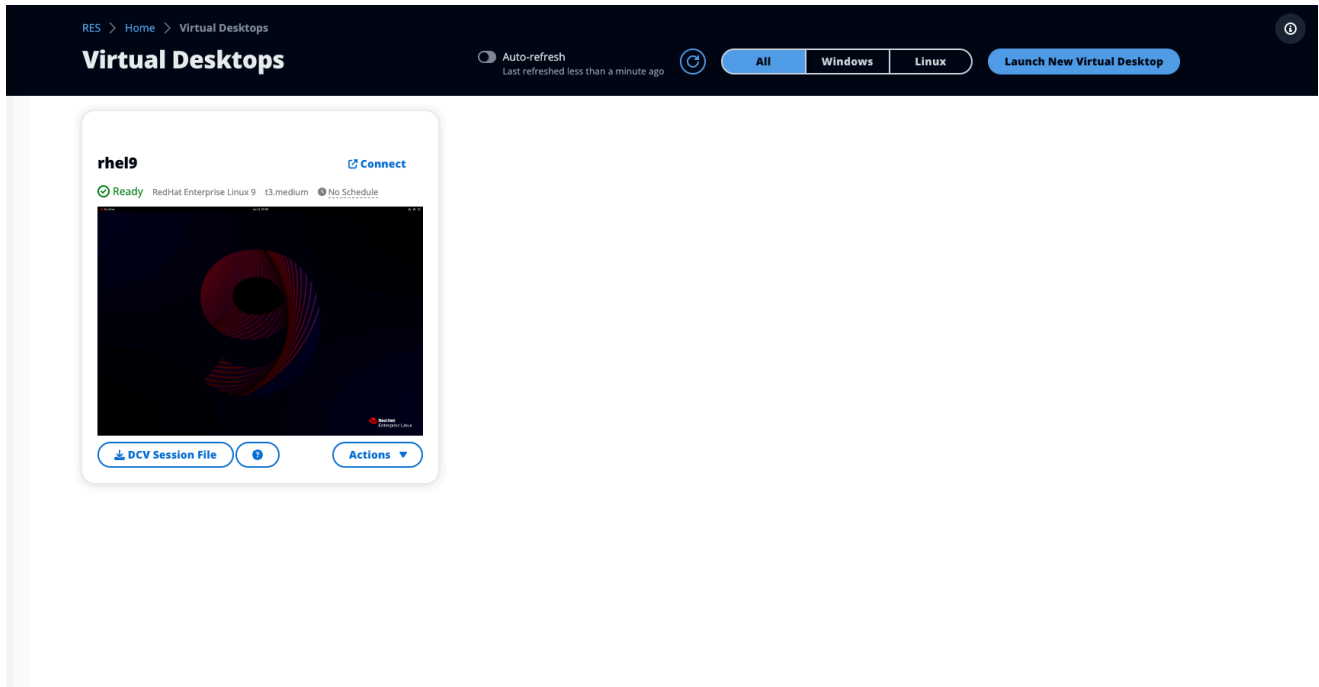 RES > Home > Virtual Desktops
Virtual Desktops
Auto-refresh
Last refreshed less than a minute ago
All
Windows
Linux
Launch New Virtual Desktop
rhel9
Connect
Ready RedHat Enterprise Linux 9 t3.medium No Schedule
Red Hat
Enterprise Linux
DCV Session File
Actions